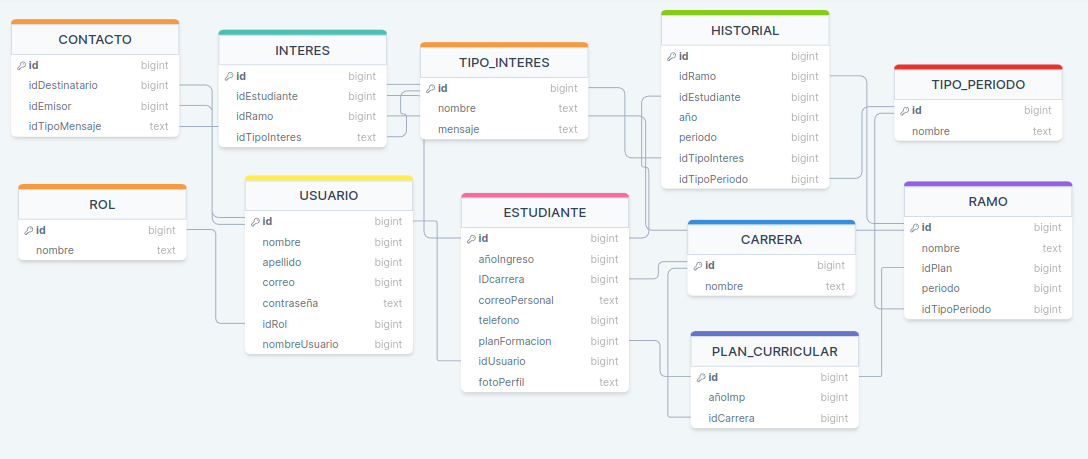 CONTACTO
id bigint
idDestinatario bigint
idEmisor bigint
idTipoMensaje text
INTERES
id bigint
idEstudiante bigint
idRamo bigint
idTipoInteres text
TIPO_INTERES
id bigint
nombre text
mensaje text
HISTORIAL
id bigint
idRamo bigint
idEstudiante bigint
año bigint
periodo bigint
idTipoInteres bigint
idTipoPeriodo bigint
TIPO_PERIODO
id bigint
nombre text
ROL
id bigint
nombre text
USUARIO
id bigint
nombre bigint
apellido bigint
correo bigint
contraseña text
idRol bigint
nombreUsuario bigint
ESTUDIANTE
id bigint
añoIngreso bigint
IDcarrera bigint
correoPersonal text
telefono bigint
planFormacion bigint
idUsuario bigint
fotoPerfil text
CARRERA
id bigint
nombre text
RAMO
id bigint
nombre text
idPlan bigint
periodo bigint
idTipoPeriodo bigint
PLAN_CURRICULAR
id bigint
añoImp bigint
idCarrera bigint